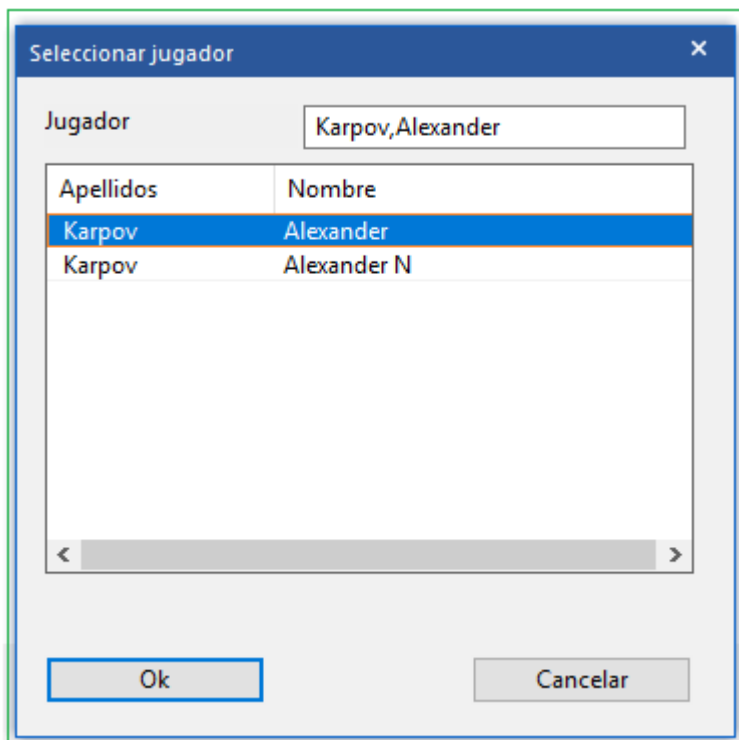 Seleccionar jugador
Jugador Karpov,Alexander
Apellidos Nombre
Karpov Alexander
Karpov Alexander N
Ok Cancelar